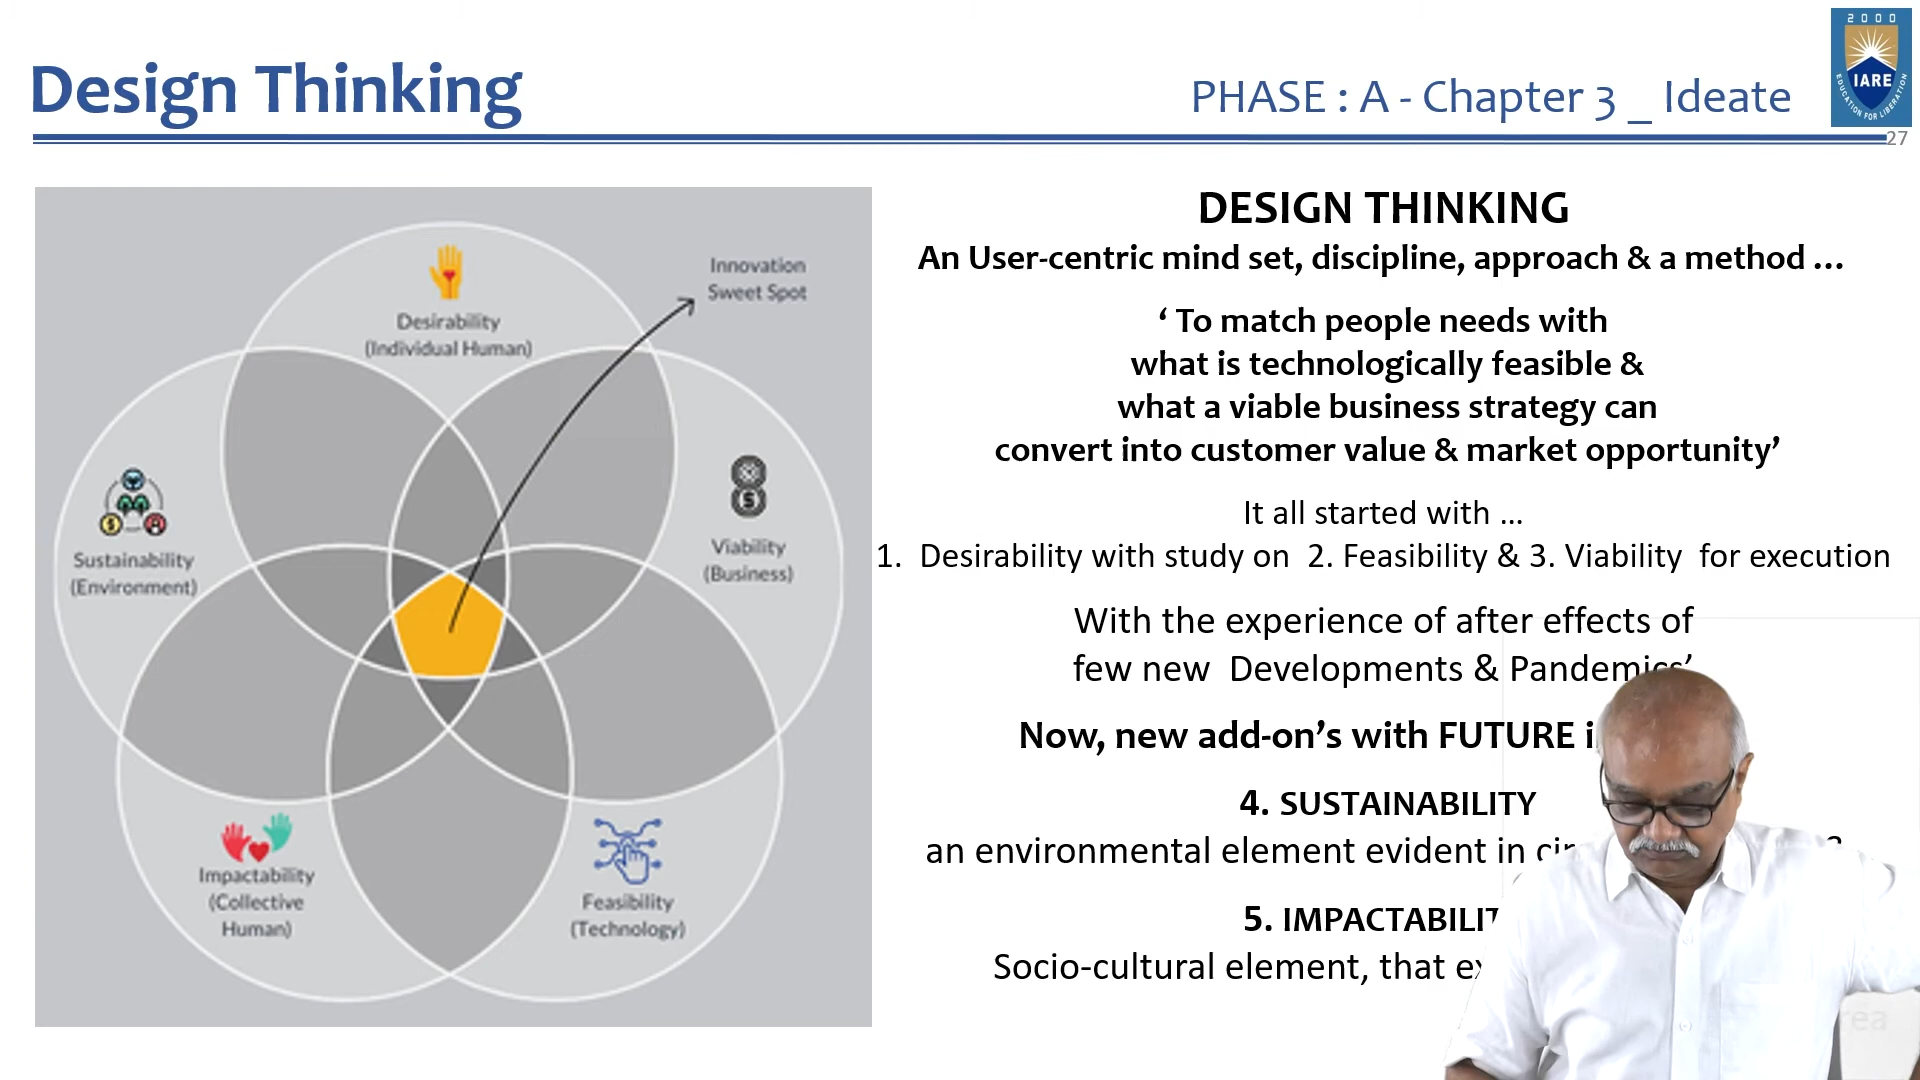 2000
IARE
EDUCATION FOR LIBERATION
Design Thinking
PHASE : A - Chapter 3 _ Ideate
27
Desirability
(Individual Human)
Innovation
Sweet Spot
Sustainability
(Environment)
Viability
(Business)
Impactability
(Collective
Human)
Feasibility
(Technology)
DESIGN THINKING
An User-centric mind set, discipline, approach & a method ...
‘ To match people needs with
what is technologically feasible &
what a viable business strategy can
convert into customer value & market opportunity’
It all started with ...
1. Desirability with study on 2. Feasibility & 3. Viability for execution
With the experience of after effects of
few new Developments & Pandemics’
Now, new add-on’s with FUTURE
4. SUSTAINABILITY
an environmental element evident in
5. IMPACTABILIT
Socio-cultural element, that